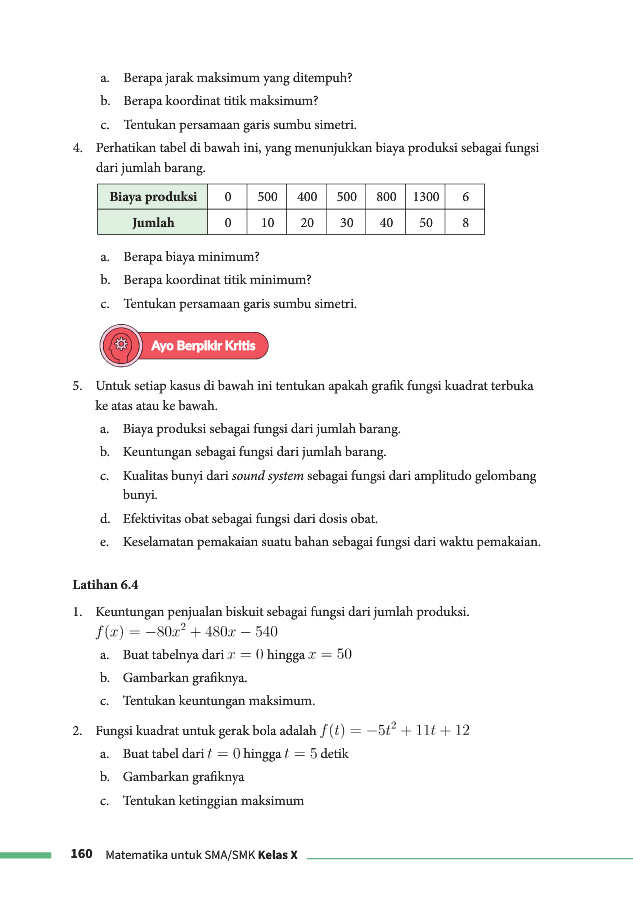 a. Berapa jarak maksimum yang ditempuh?
b. Berapa koordinat titik maksimum?
c. Tentukan persamaan garis sumbu simetri.
4. Perhatikan tabel di bawah ini, yang menunjukkan biaya produksi sebagai fungsi
dari jumlah barang.
Biaya produksi 0 500 400 500 800 1300 6
Jumlah 0 10 20 30 40 50 8
a. Berapa biaya minimum?
b. Berapa koordinat titik minimum?
c. Tentukan persamaan garis sumbu simetri.
Ayo Berpikir Kritis
5. Untuk setiap kasus di bawah ini tentukan apakah grafik fungsi kuadrat terbuka
ke atas atau ke bawah.
a. Biaya produksi sebagai fungsi dari jumlah barang.
b. Keuntungan sebagai fungsi dari jumlah barang.
c. Kualitas bunyi dari sound system sebagai fungsi dari amplitudo gelombang
bunyi.
d. Efektivitas obat sebagai fungsi dari dosis obat.
e. Keselamatan pemakaian suatu bahan sebagai fungsi dari waktu pemakaian.
Latihan 6.4
1. Keuntungan penjualan biskuit sebagai fungsi dari jumlah produksi.
f(x) = −80x² + 480x − 540
a. Buat tabelnya dari x = 0 hingga x = 50
b. Gambarkan grafiknya.
c. Tentukan keuntungan maksimum.
2. Fungsi kuadrat untuk gerak bola adalah f(t) = −5t² + 11t + 12
a. Buat tabel dari t = 0 hingga t = 5 detik
b. Gambarkan grafiknya
c. Tentukan ketinggian maksimum
160 Matematika untuk SMA/SMK Kelas X